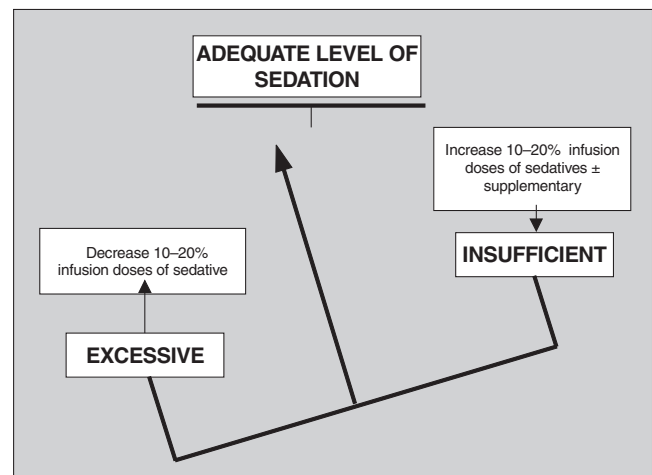 ADEQUATE LEVEL OF
SEDATION
Increase 10–20% infusion
doses of sedatives ±
supplementary
INSUFFICIENT
Decrease 10–20%
infusion doses of sedative
EXCESSIVE